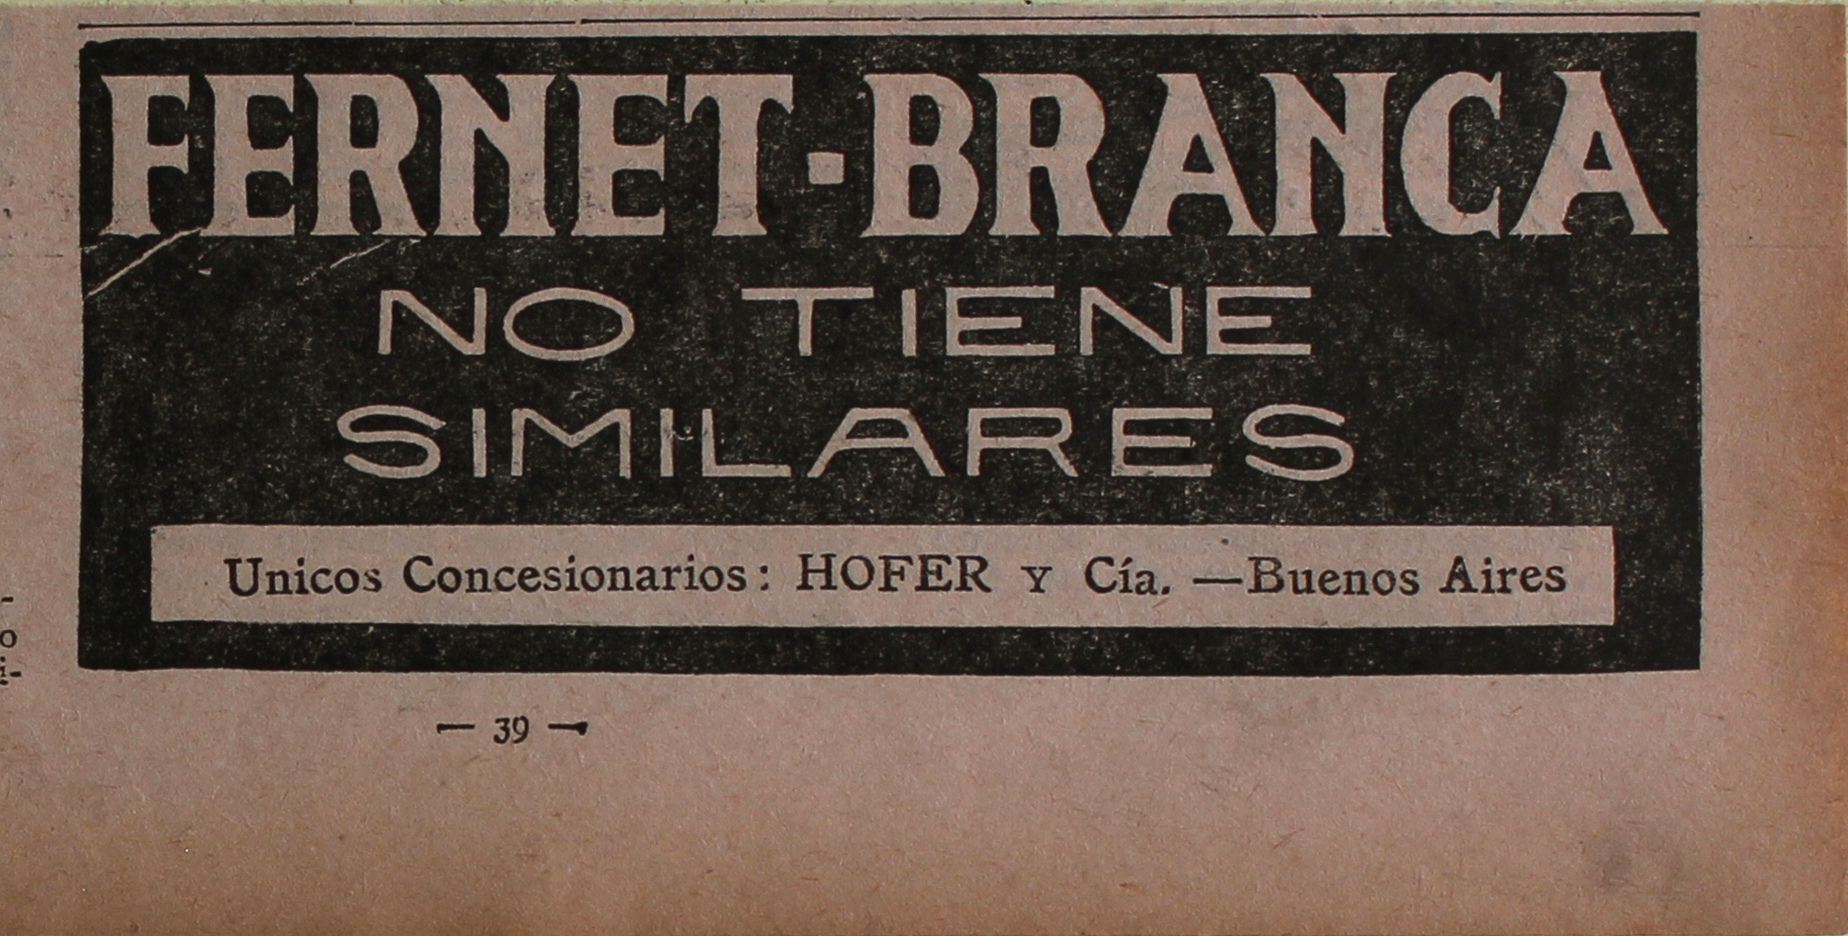 FERNET-BRANCA
NO TIENE
SIMILARES
Unicos Concesionarios: HOFER Y Cía. —Buenos Aires
— 39 —